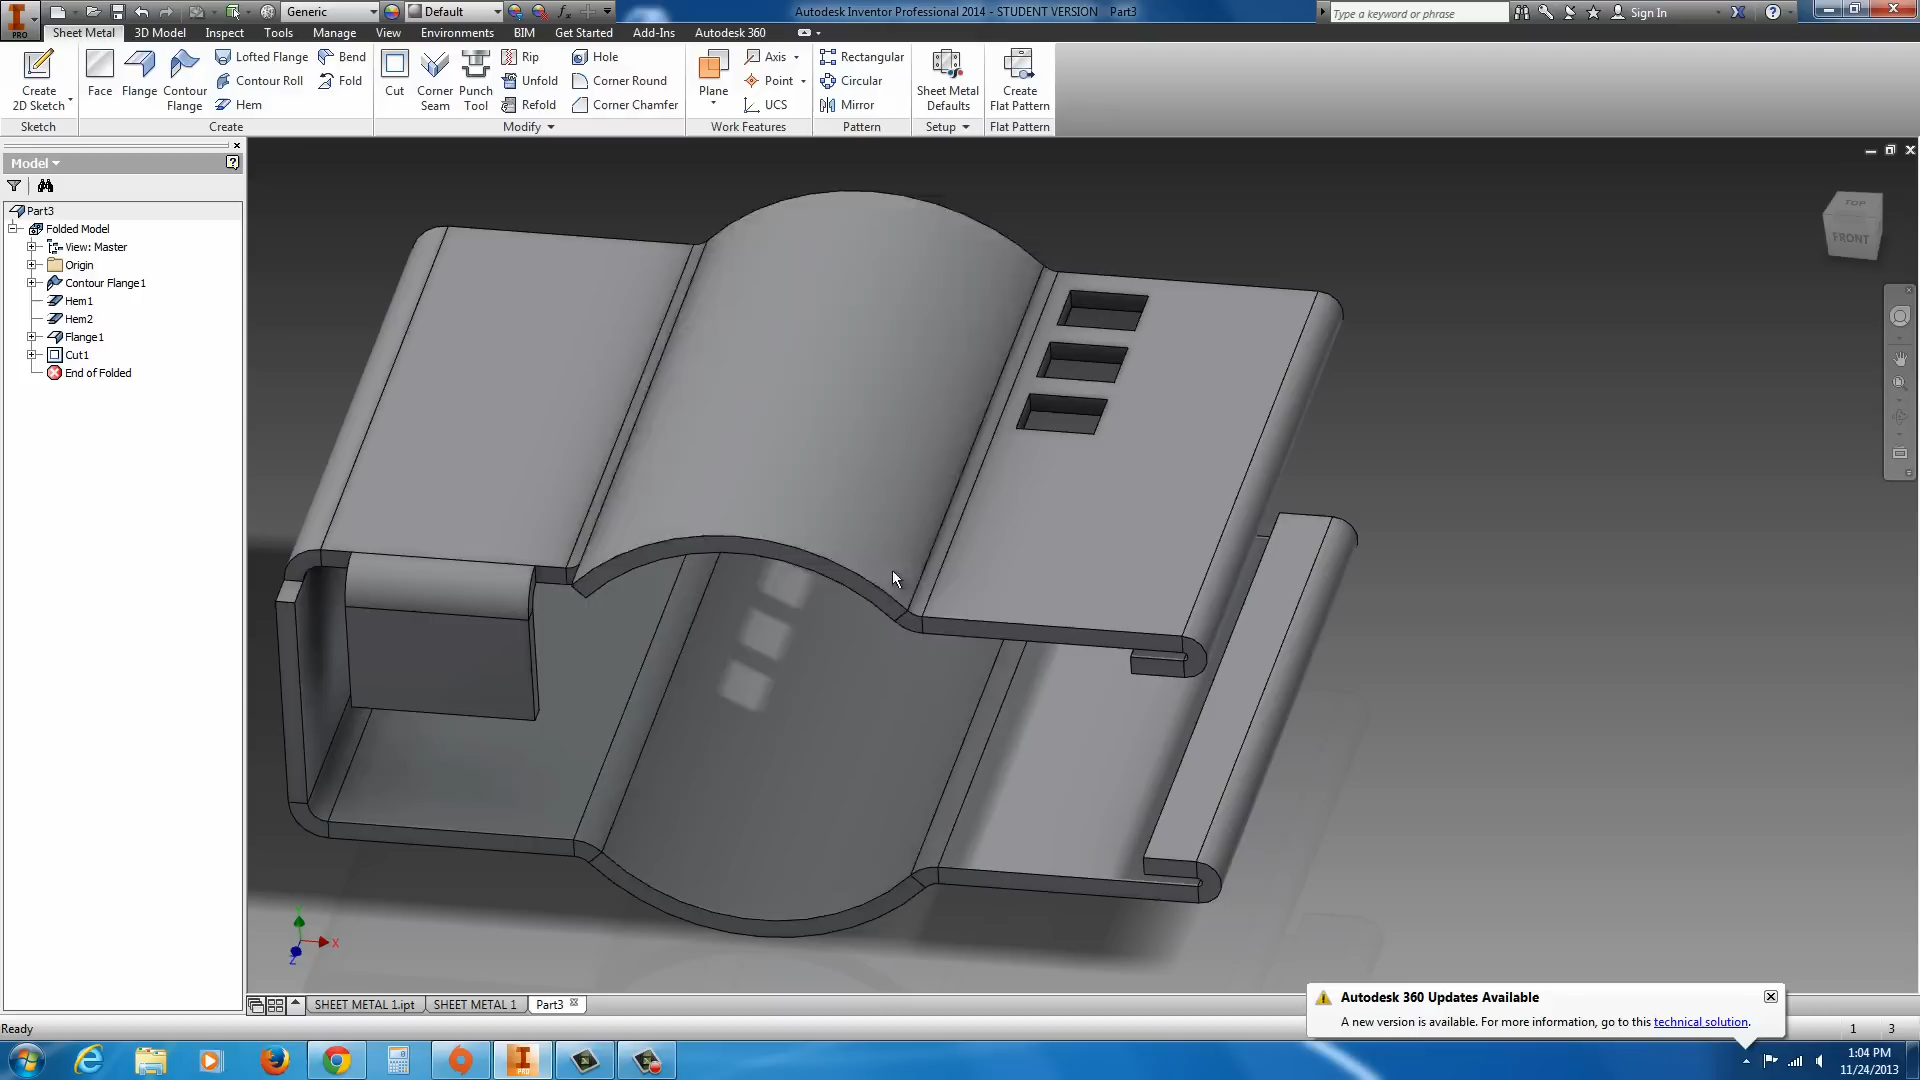 PRO
Generic
Default
Autodesk Inventor Professional 2014 - STUDENT VERSION Part3
Type a keyword or phrase
Sign In
Sheet Metal 3D Model Inspect Tools Manage View Environments BIM Get Started Add-Ins Autodesk 360
Create
2D Sketch
Face
Flange
Contour
Flange
Lofted Flange
Contour Roll
Hem
Bend
Fold
Cut
Corner
Seam
Punch
Tool
Rip
Unfold
Refold
Hole
Corner Round
Corner Chamfer
Plane
Axis
Point
UCS
Rectangular
Circular
Mirror
Sheet Metal
Defaults
Create
Flat Pattern
Sketch Create Modify Work Features Pattern Setup Flat Pattern
Model
Part3
Folded Model
View: Master
Origin
Contour Flange1
Hem1
Hem2
Flange1
Cut1
End of Folded
TOP
FRONT
Y
X
Z
SHEET METAL 1.ipt SHEET METAL 1 Part3
Autodesk 360 Updates Available
A new version is available. For more information, go to this technical solution.
Ready
1 3
PRO
1:04 PM
11/24/2013